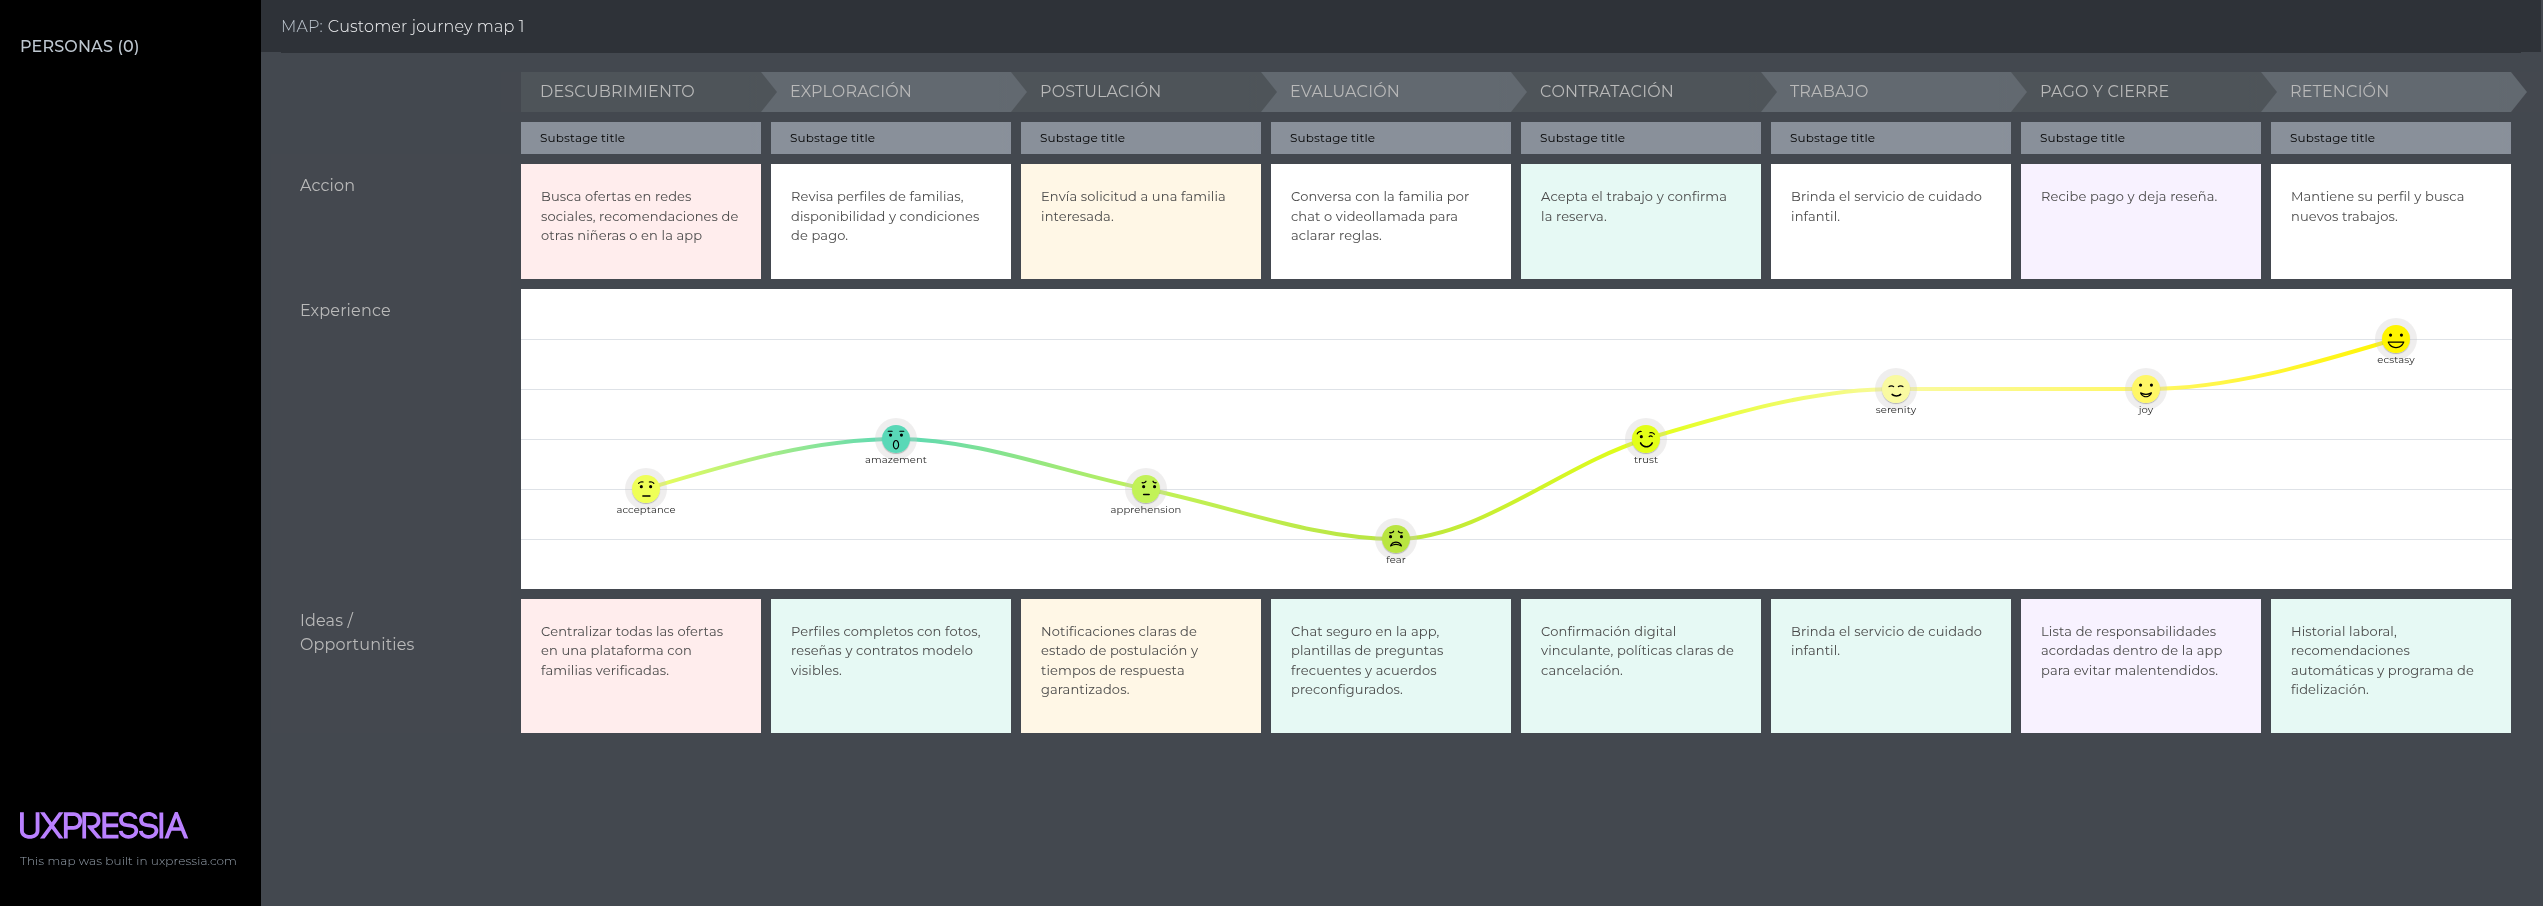 PERSONAS (0)
MAP: Customer journey map 1
DESCUBRIMIENTO
EXPLORACIÓN
POSTULACIÓN
EVALUACIÓN
CONTRATACIÓN
TRABAJO
PAGO Y CIERRE
RETENCIÓN
Substage title
Substage title
Substage title
Substage title
Substage title
Substage title
Substage title
Substage title
Accion
Busca ofertas en redes
sociales, recomendaciones de
otras niñeras o en la app
Revisa perfiles de familias,
disponibilidad y condiciones
de pago.
Envía solicitud a una familia
interesada.
Conversa con la familia por
chat o videollamada para
aclarar reglas.
Acepta el trabajo y confirma
la reserva.
Brinda el servicio de cuidado
infantil.
Recibe pago y deja reseña.
Mantiene su perfil y busca
nuevos trabajos.
Experience
acceptance
amazement
apprehension
fear
trust
serenity
joy
ecstasy
Ideas /
Opportunities
Centralizar todas las ofertas
en una plataforma con
familias verificadas.
Perfiles completos con fotos,
reseñas y contratos modelo
visibles.
Notificaciones claras de
estado de postulación y
tiempos de respuesta
garantizados.
Chat seguro en la app,
plantillas de preguntas
frecuentes y acuerdos
preconfigurados.
Confirmación digital
vinculante, políticas claras de
cancelación.
Brinda el servicio de cuidado
infantil.
Lista de responsabilidades
acordadas dentro de la app
para evitar malentendidos.
Historial laboral,
recomendaciones
automáticas y programa de
fidelización.
UXPRESSIA
This map was built in uxpressia.com